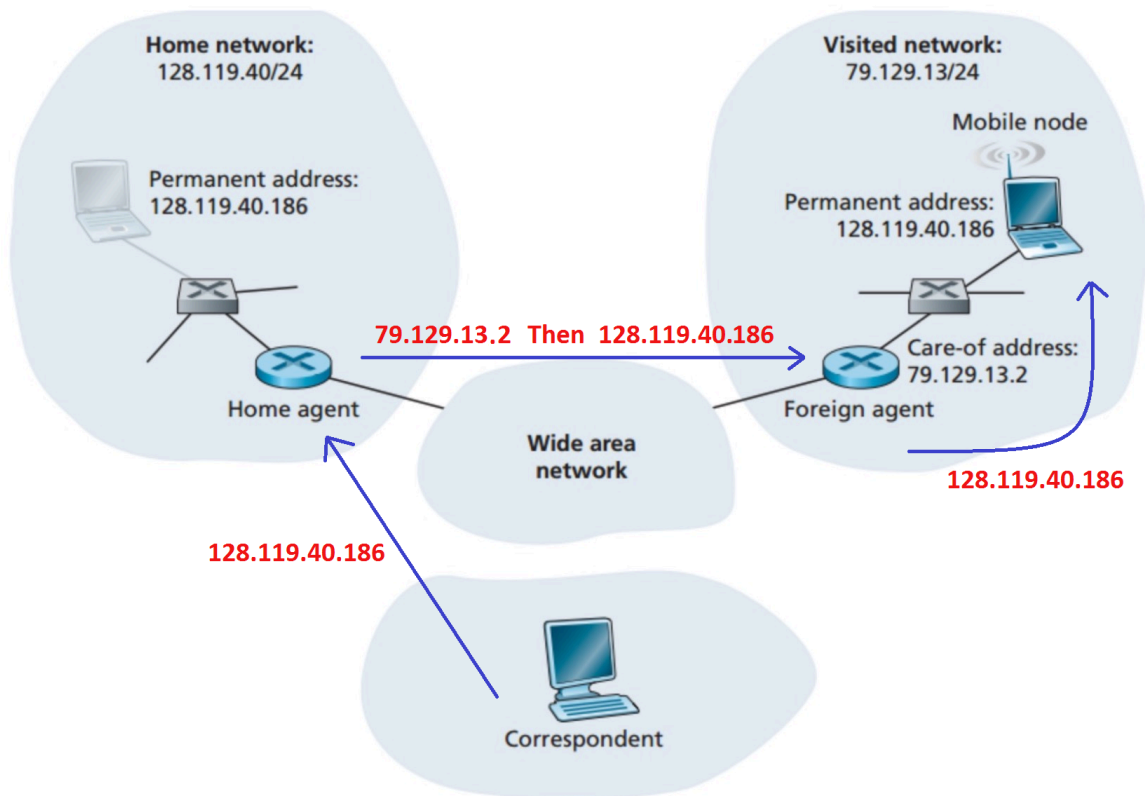 Home network:
128.119.40/24
Visited network:
79.129.13/24
Mobile node
Permanent address:
128.119.40.186
Permanent address:
128.119.40.186
79.129.13.2 Then 128.119.40.186
Care-of address:
79.129.13.2
Home agent
Foreign agent
Wide area
network
128.119.40.186
128.119.40.186
Correspondent